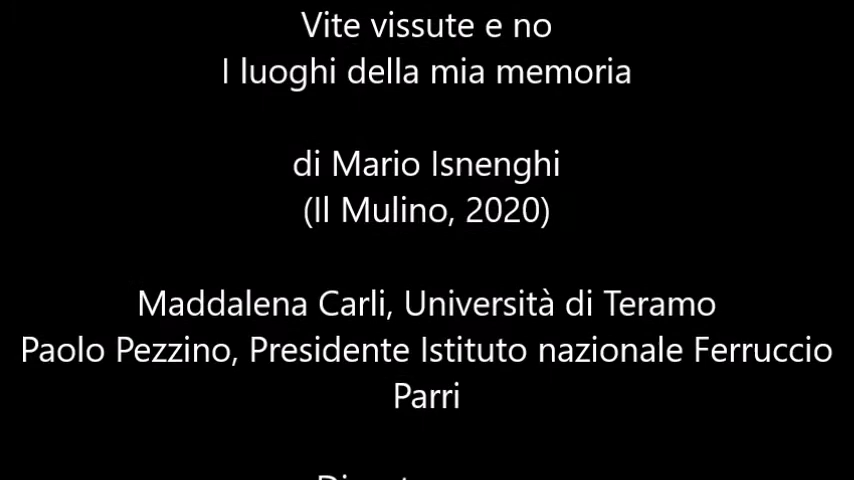 Vite vissute e no
I luoghi della mia memoria
di Mario Isnenghi
(Il Mulino, 2020)
Maddalena Carli, Università di Teramo
Paolo Pezzino, Presidente Istituto nazionale Ferruccio
Parri